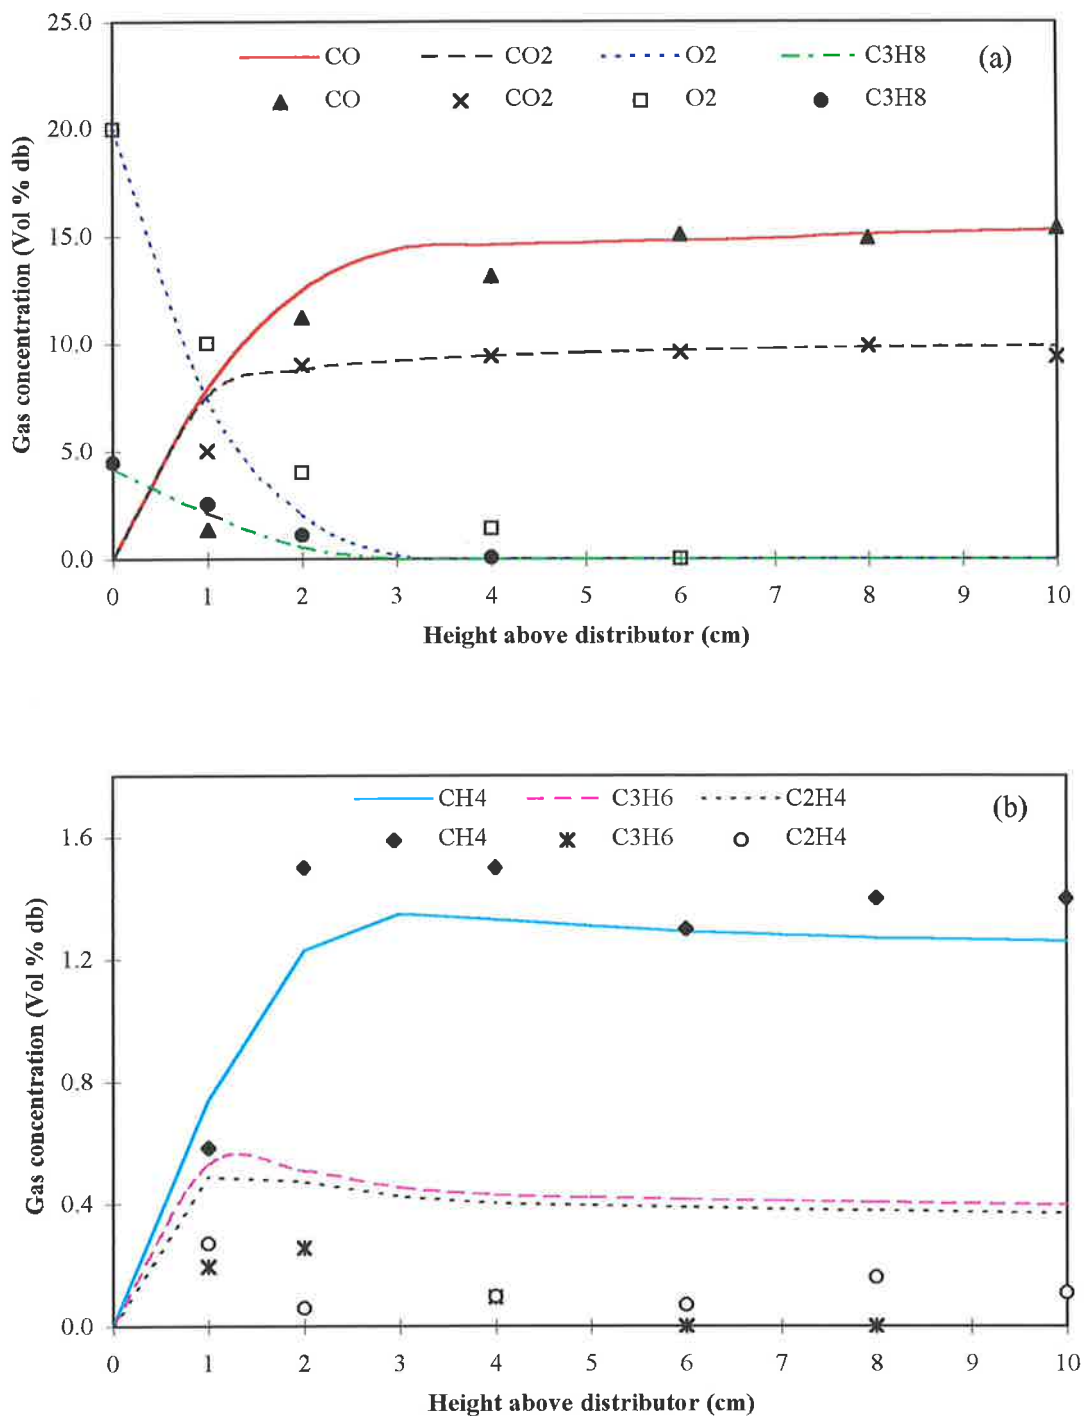 25.0
CO CO2 O2 C3H8 (a)
CO CO2 O2 C3H8
20.0
15.0
10.0
5.0
0.0
Gas concentration (Vol % db)
0 1 2 3 4 5 6 7 8 9 10
Height above distributor (cm)
CH4 C3H6 C2H4 (b)
CH4 C3H6 C2H4
1.6
1.2
0.8
0.4
0.0
Gas concentration (Vol % db)
0 1 2 3 4 5 6 7 8 9 10
Height above distributor (cm)